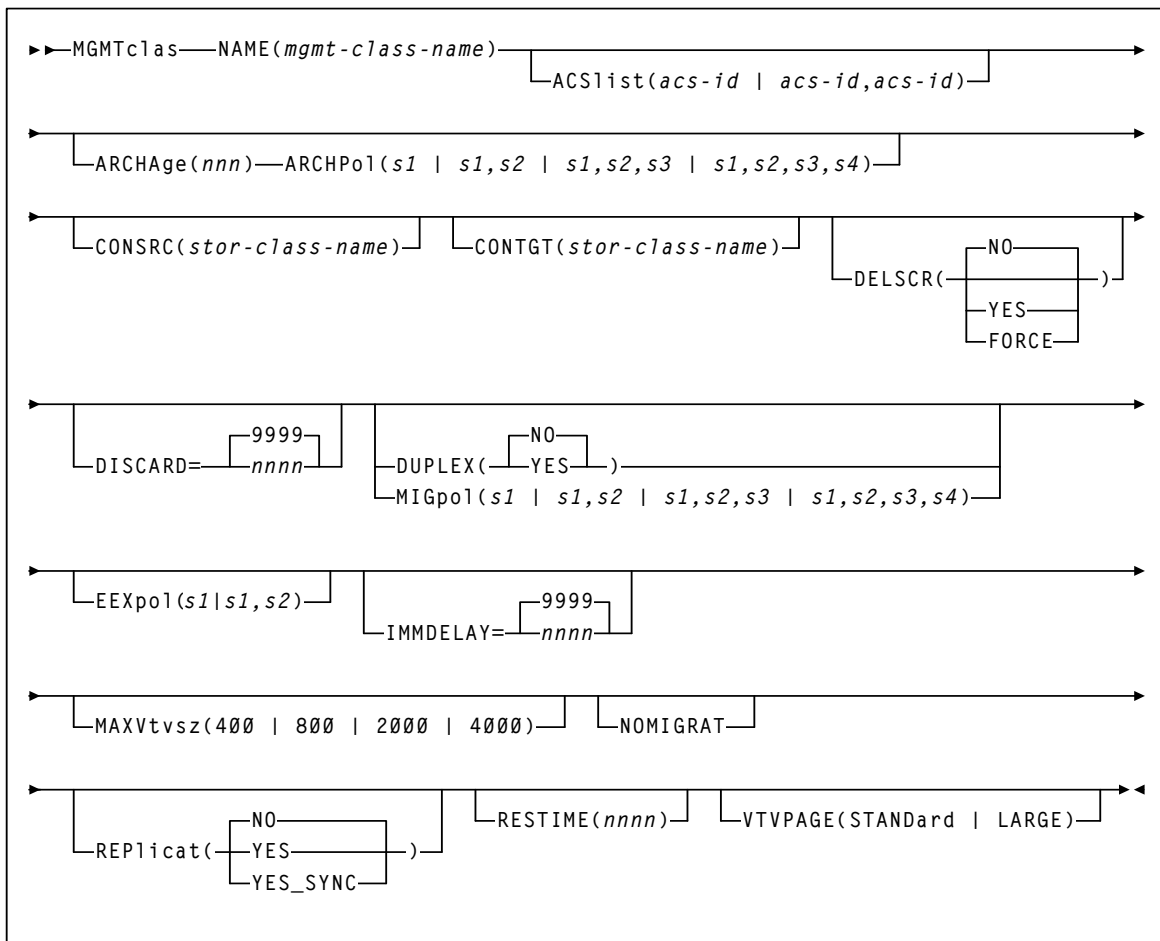 MGMTclas NAME(mgmt-class-name)
ACSlist(acs-id | acs-id,acs-id)
ARCHAge(nnn) ARCHPol(s1 | s1,s2 | s1,s2,s3 | s1,s2,s3,s4)
CONSRC(stor-class-name) CONTGT(stor-class-name)
NO
DELSCR( )
YES
FORCE
9999
DISCARD= nnnn
NO
DUPLEX( YES )
MIGpol(s1 | s1,s2 | s1,s2,s3 | s1,s2,s3,s4)
EEXpol(s1|s1,s2)
9999
IMMDELAY= nnnn
MAXVtvsz(400 | 800 | 2000 | 4000) NOMIGRAT
NO
REPlicat( YES )
YES_SYNC
RESTIME(nnnn) VTVPAGE(STANDard | LARGE)